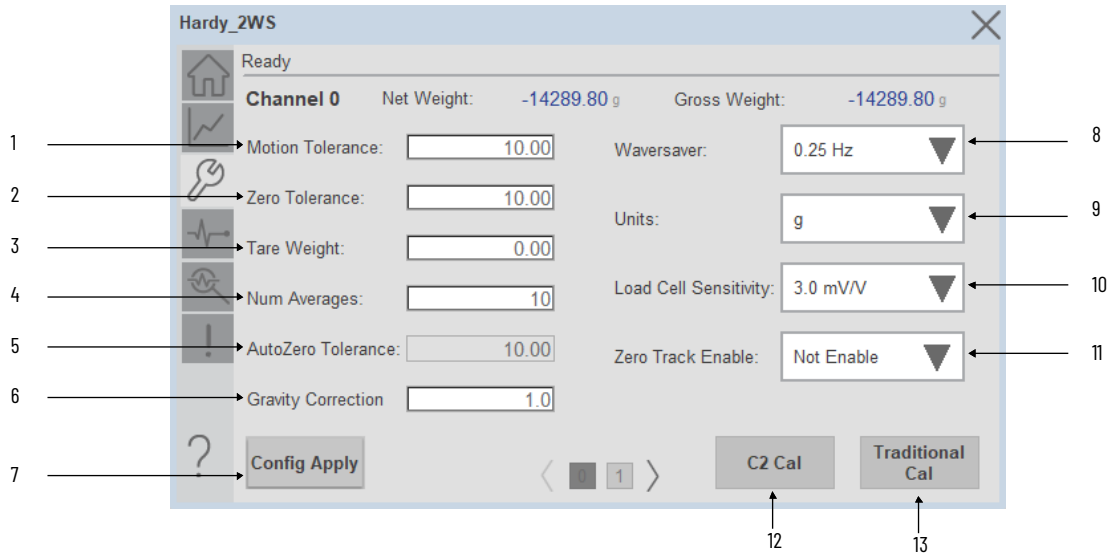 Hardy_2WS
Ready
Channel 0 Net Weight: -14289.80 g Gross Weight: -14289.80 g
1 Motion Tolerance: 10.00 Waversaver: 0.25 Hz 8
2 Zero Tolerance: 10.00
Units: g 9
3 Tare Weight: 0.00
4 Num Averages: 10 Load Cell Sensitivity: 3.0 mV/V 10
5 AutoZero Tolerance: 10.00 Zero Track Enable: Not Enable 11
6 Gravity Correction 1.0
?
7 Config Apply 0 1 C2 Cal Traditional
Cal
12 13